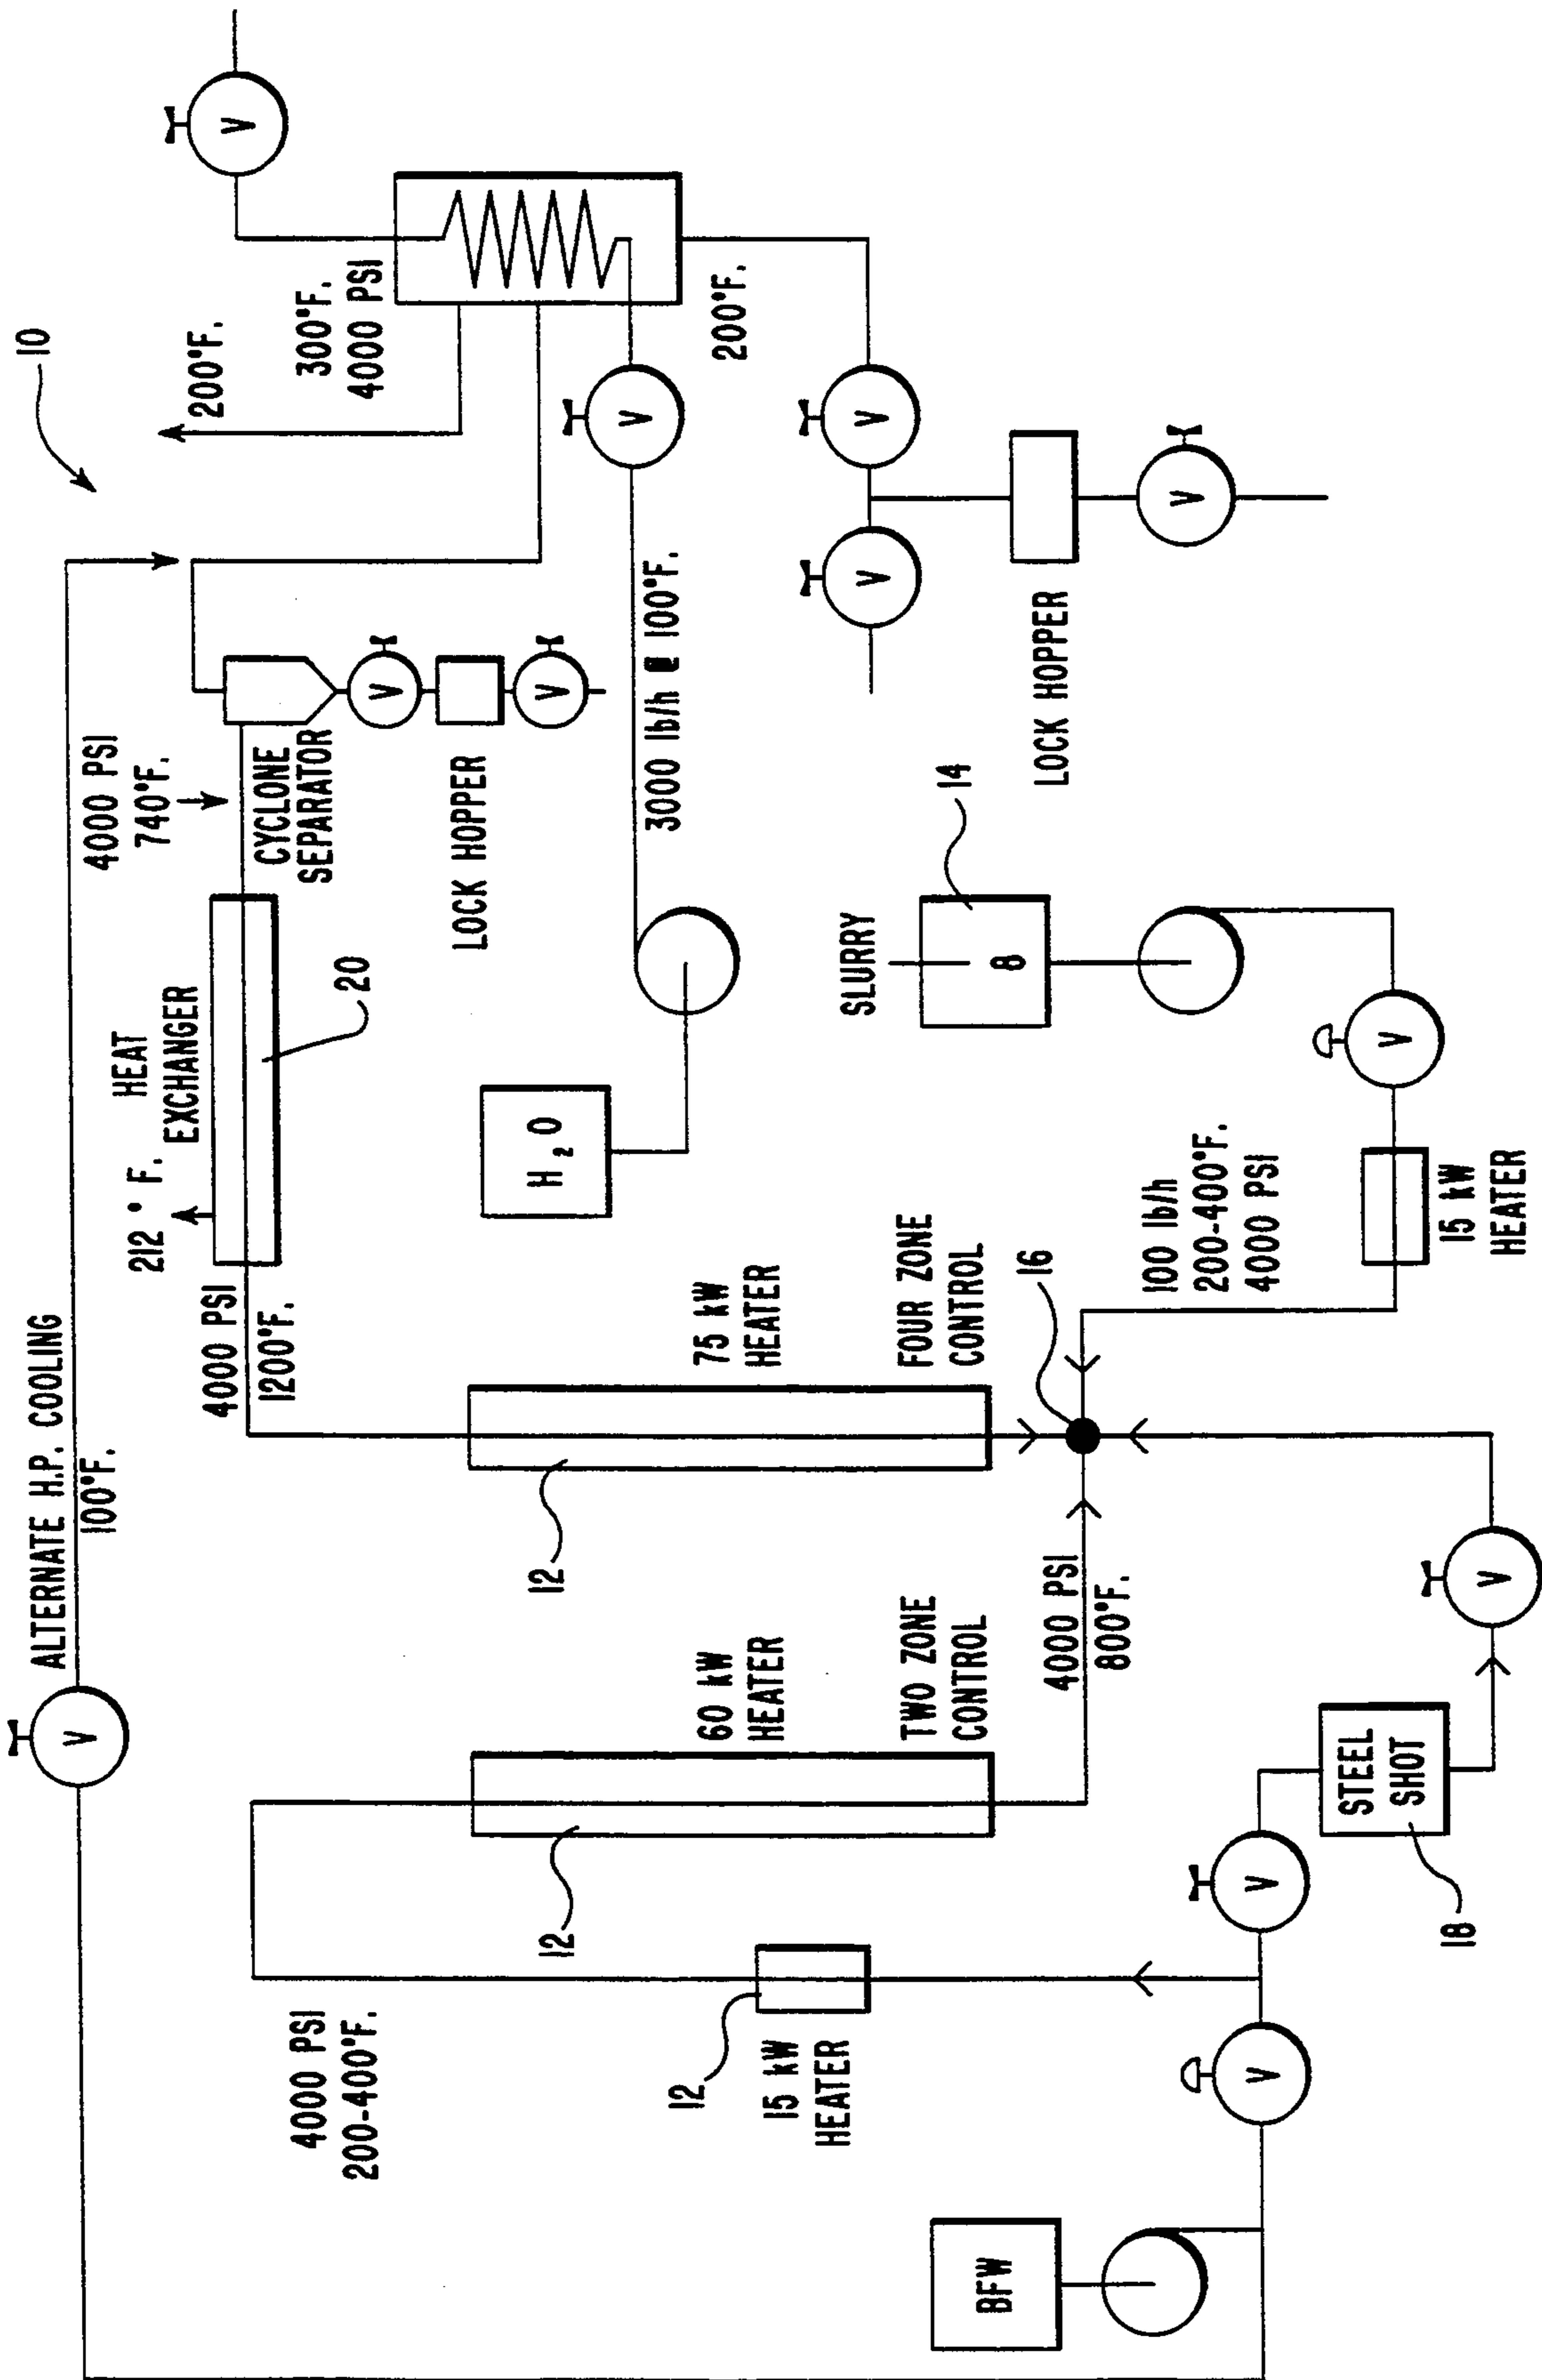 ALTERNATE H.P. COOLING
100°F.
10
V
4000 PSI
1200°F.
212 ° F.
HEAT
EXCHANGER
20
4000 PSI
740°F.
CYCLONE
SEPARATOR
V
LOCK HOPPER
V
200°F.
300°F.
4000 PSI
V
V
3000 lb/h @ 100°F.
H2O
200°F.
V
V
LOCK HOPPER
V
4000 PSI
200-400°F.
12
15 kW
HEATER
12
60 kW
HEATER
TWO ZONE
CONTROL
12
75 kW
HEATER
FOUR ZONE
CONTROL
16
4000 PSI
800°F.
SLURRY
14
8
V
100 lb/h
200-400°F.
4000 PSI
15 kW
HEATER
BFW
V
V
STEEL
SHOT
18
V